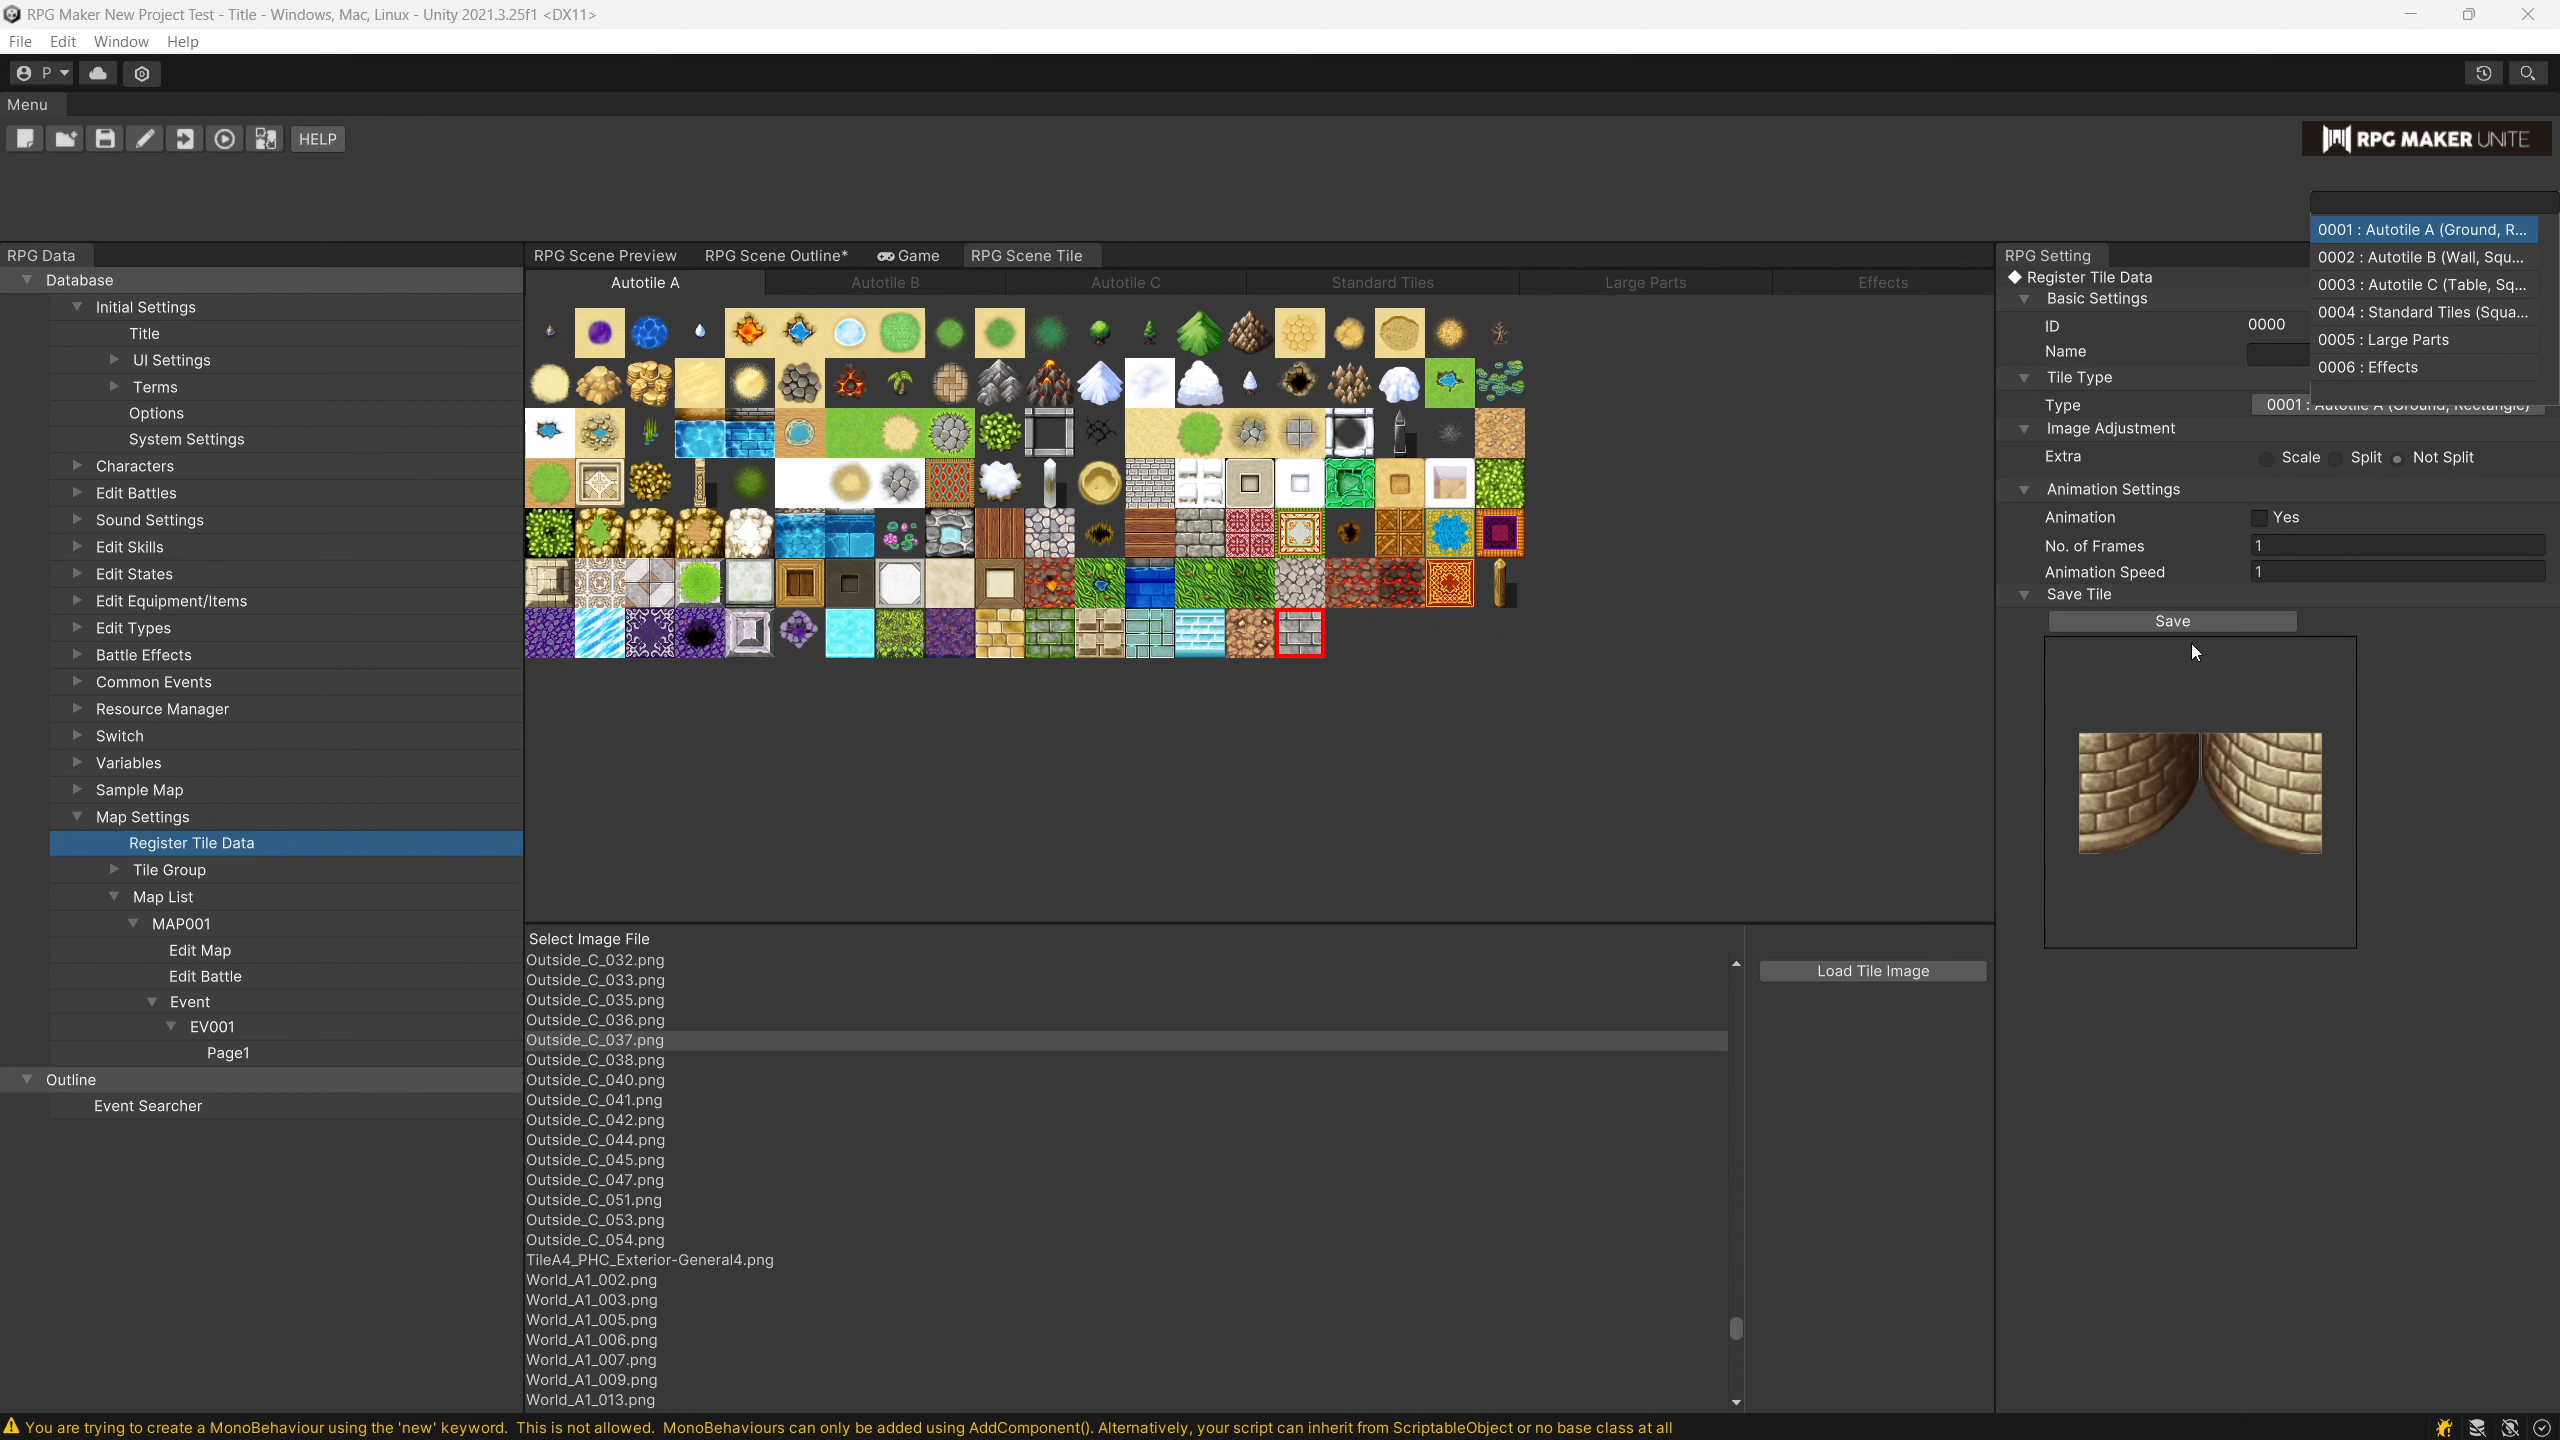 RPG Maker New Project Test - Title - Windows, Mac, Linux - Unity 2021.3.25f1 <DX11>
File Edit Window Help
P
Menu
HELP
RPG MAKER UNITE
RPG Data
Database
Initial Settings
Title
UI Settings
Terms
Options
System Settings
Characters
Edit Battles
Sound Settings
Edit Skills
Edit States
Edit Equipment/Items
Edit Types
Battle Effects
Common Events
Resource Manager
Switch
Variables
Sample Map
Map Settings
Register Tile Data
Tile Group
Map List
MAP001
Edit Map
Edit Battle
Event
EV001
Page1
Outline
Event Searcher
RPG Scene Preview RPG Scene Outline* Game RPG Scene Tile
Autotile A Autotile B Autotile C Standard Tiles Large Parts Effects
Select Image File
Outside_C_032.png
Outside_C_033.png
Outside_C_035.png
Outside_C_036.png
Outside_C_037.png
Outside_C_038.png
Outside_C_040.png
Outside_C_041.png
Outside_C_042.png
Outside_C_044.png
Outside_C_045.png
Outside_C_047.png
Outside_C_051.png
Outside_C_053.png
Outside_C_054.png
TileA4_PHC_Exterior-General4.png
World_A1_002.png
World_A1_003.png
World_A1_005.png
World_A1_006.png
World_A1_007.png
World_A1_009.png
World_A1_013.png
Load Tile Image
RPG Setting
Register Tile Data
Basic Settings
ID 0000
Name
Tile Type
Type 0001 : Autotile A (Ground, Rectangle)
0001 : Autotile A (Ground, R...
0002 : Autotile B (Wall, Squ...
0003 : Autotile C (Table, Sq...
0004 : Standard Tiles (Squa...
0005 : Large Parts
0006 : Effects
Image Adjustment
Extra Scale Split Not Split
Animation Settings
Animation Yes
No. of Frames 1
Animation Speed 1
Save Tile
Save
You are trying to create a MonoBehaviour using the 'new' keyword. This is not allowed. MonoBehaviours can only be added using AddComponent(). Alternatively, your script can inherit from ScriptableObject or no base class at all